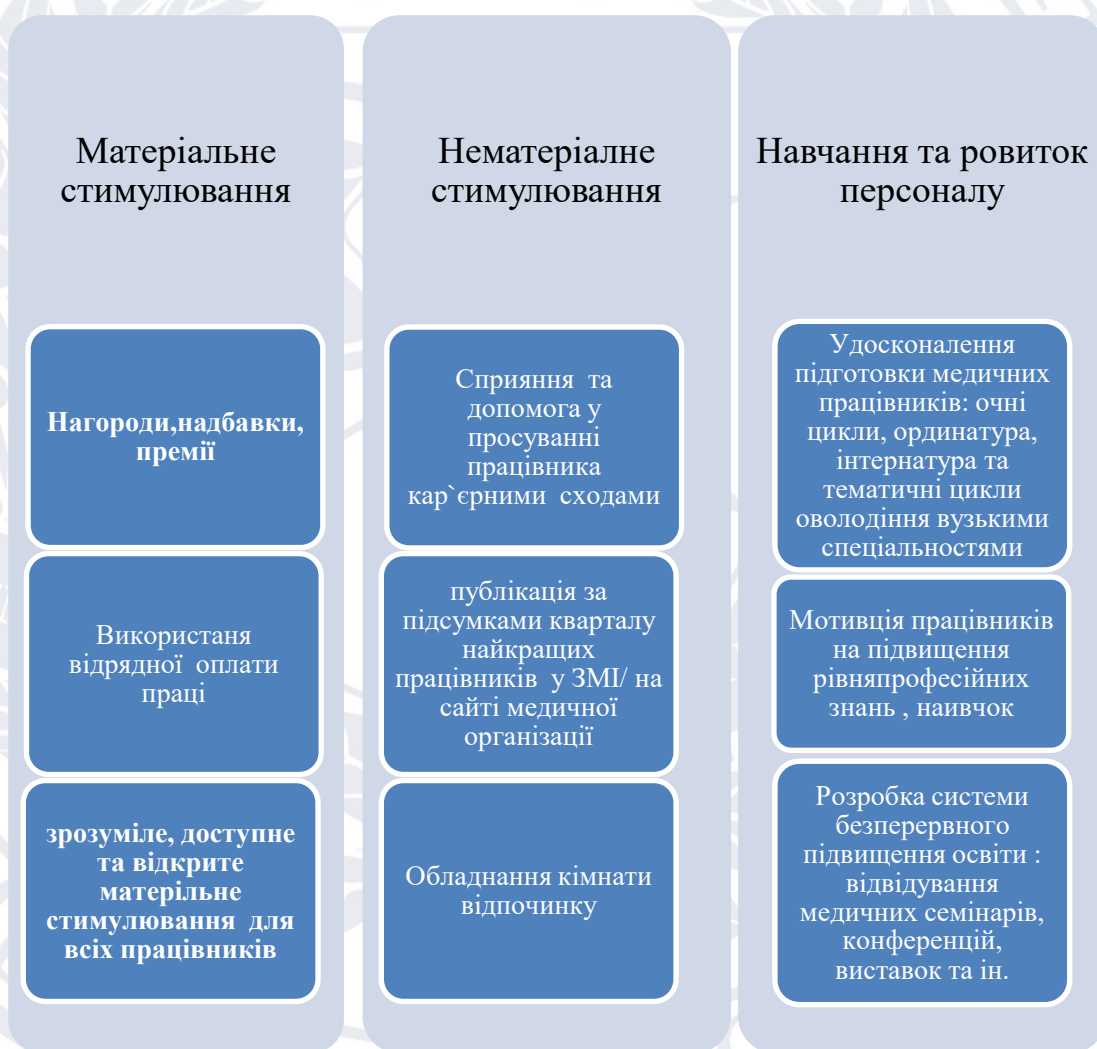 Матеріальне
стимулювання
Нагороди,надбавки,
премії
Використаня
відрядної оплати
праці
зрозуміле, доступне
та відкрите
матерільне
стимулювання для
всіх працівників
Нематеріалне
стимулювання
Сприяння та
допомога у
просуванні
працівника
кар`єрними сходами
публікація за
підсумками кварталу
найкращих
працівників у ЗМІ/ на
сайті медичної
організації
Обладнання кімнати
відпочинку
Навчання та ровиток
персоналу
Удосконалення
підготовки медичних
працівників: очні
цикли, ординатура,
інтернатура та
тематичні цикли
оволодіння вузькими
спеціальностями
Мотивція працівників
на підвищення
рівняпрофесійних
знань , наивчок
Розробка системи
безперервного
підвищення освіти :
відвідування
медичних семінарів,
конференцій,
виставок та ін.